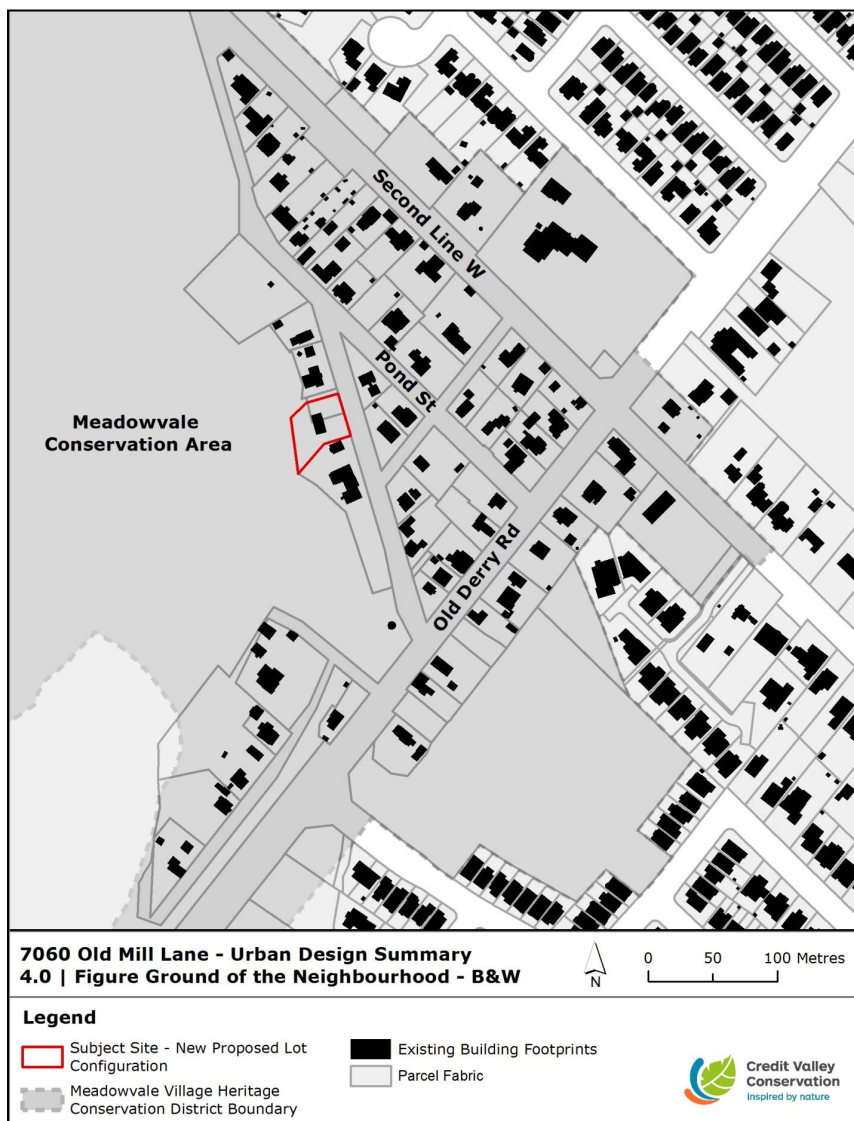 Second Line W
Pond St
Meadowvale
Conservation Area
Old Derry Rd
7060 Old Mill Lane - Urban Design Summary
4.0 | Figure Ground of the Neighbourhood - B&W
N
0 50 100 Metres
Legend
Subject Site - New Proposed Lot
Configuration
Meadowvale Village Heritage
Conservation District Boundary
Existing Building Footprints
Parcel Fabric
Credit Valley
Conservation
Inspired by nature